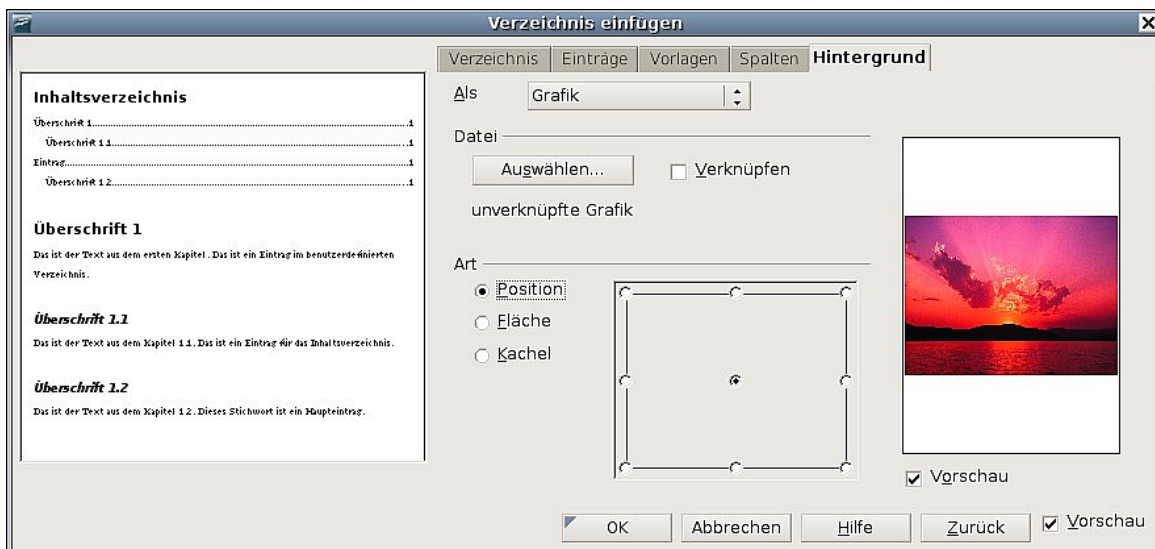 Verzeichnis einfügen
Verzeichnis Einträge Vorlagen Spalten Hintergrund
Inhaltsverzeichnis
Überschrift 1.......................................................................................................1
Überschrift 1.1...................................................................................................1
Eintrag...............................................................................................................1
Überschrift 1.2...................................................................................................1
Überschrift 1
Das ist der Text aus dem ersten Kapitel . Das ist ein Eintrag im benutzerdefinierten
Verzeichnis.
Überschrift 1.1
Das ist der Text aus dem Kapitel 1.1. Das ist ein Eintrag für das Inhaltsverzeichnis.
Überschrift 1.2
Das ist der Text aus dem Kapitel 1.2. Dieses Stichwort ist ein Haupteintrag.
Als Grafik
Datei
Auswählen... Verknüpfen
unverknüpfte Grafik
Art
Position
Fläche
Kachel
Vorschau
OK Abbrechen Hilfe Zurück Vorschau